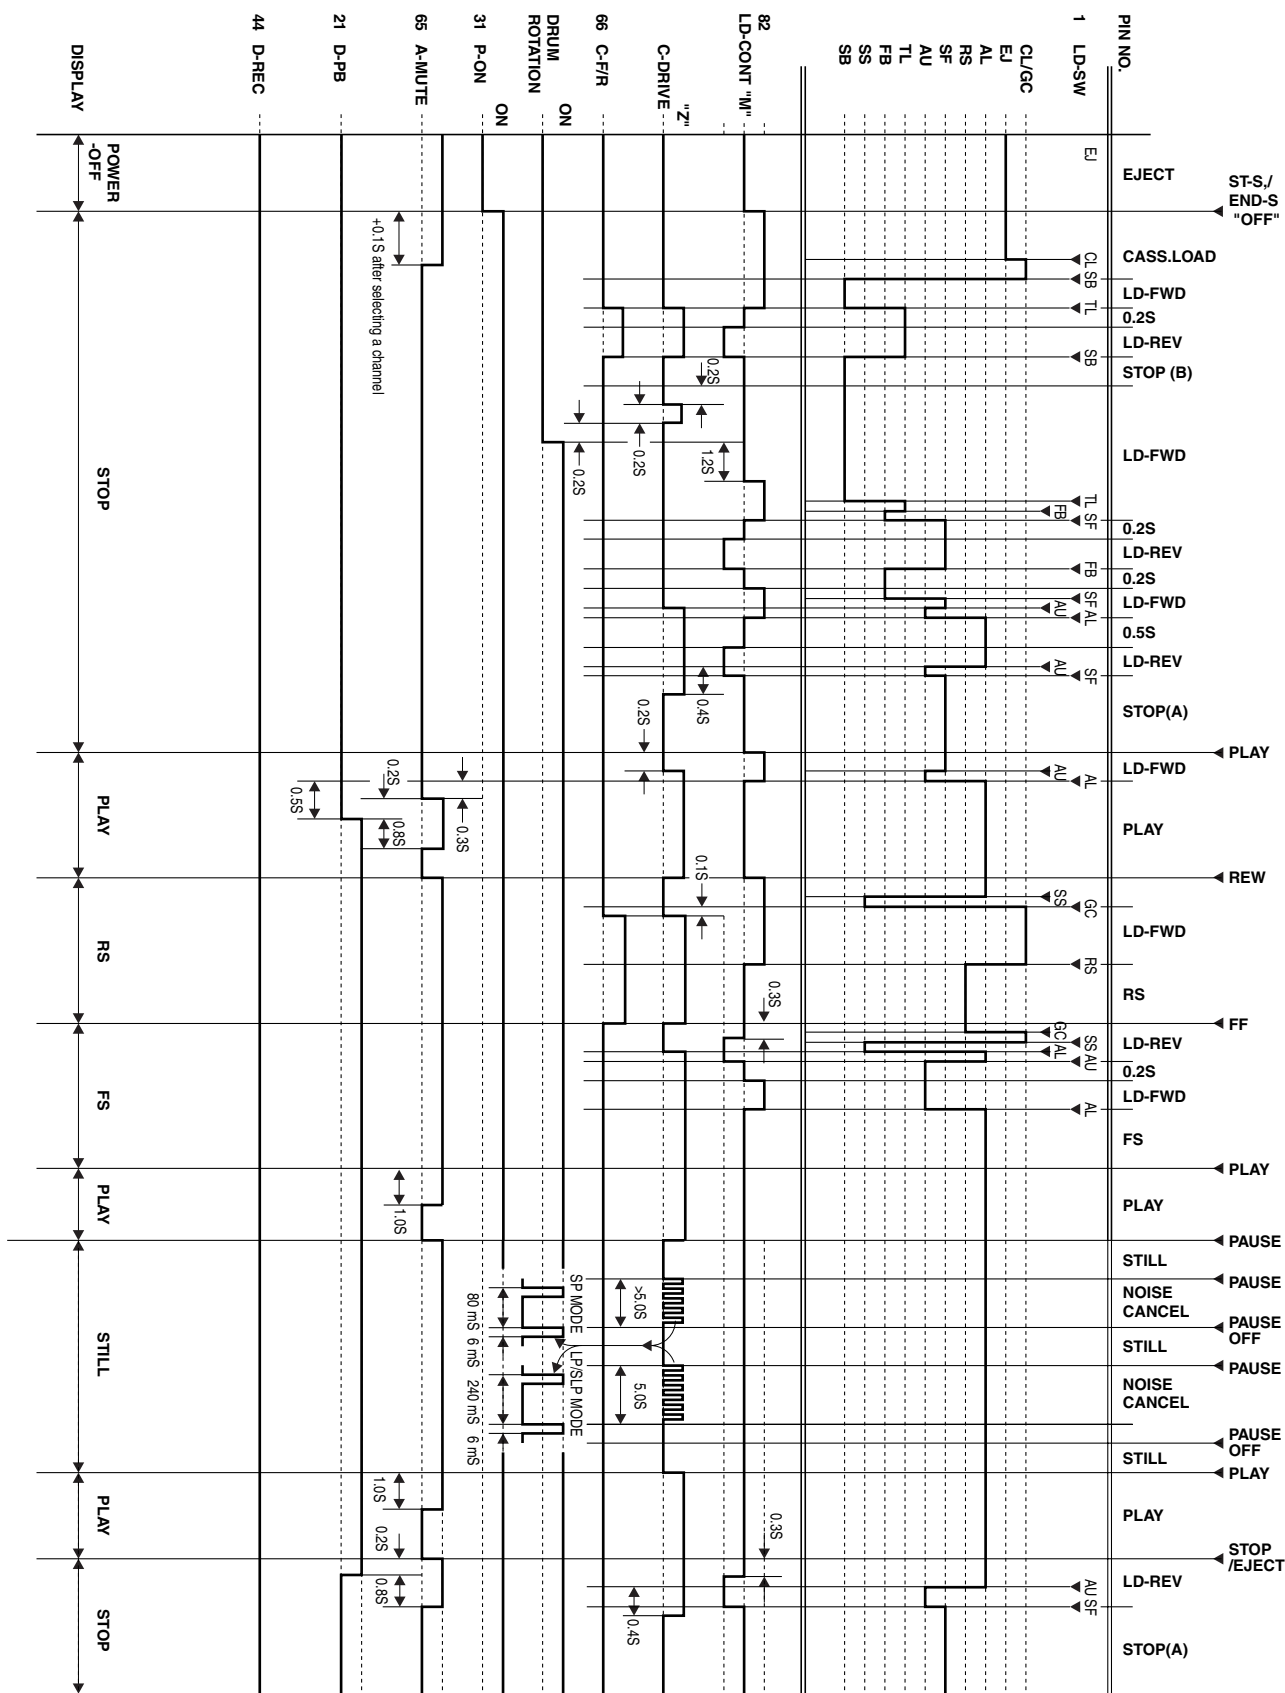 PIN NO.
1 LD-SW
CL/GC
EJ
AL
RS
SF
AU
TL
FB
SS
SB
82
LD-CONT "M"
"Z"
C-DRIVE
66 C-F/R
DRUM
ROTATION
ON
31 P-ON
ON
65 A-MUTE
21 D-PB
44 D-REC
DISPLAY
ST-S,/
END-S
"OFF"
PLAY
REW
FF
PLAY
PAUSE
PAUSE
PAUSE
OFF
PAUSE
PAUSE
OFF
PLAY
STOP
/EJECT
EJECT
CASS.LOAD
LD-FWD
0.2S
LD-REV
STOP (B)
LD-FWD
0.2S
LD-REV
0.2S
LD-FWD
0.5S
LD-REV
STOP(A)
LD-FWD
PLAY
LD-FWD
RS
LD-REV
0.2S
LD-FWD
FS
PLAY
STILL
NOISE
CANCEL
STILL
NOISE
CANCEL
STILL
PLAY
LD-REV
STOP(A)
EJ
CL
SB
TL
SB
TL
FB
SF
FB
SF
AU
AL
AU
SF
AU
AL
SS
GC
RS
GC
SS
AL
AU
AL
AU
SF
1.2S
0.3S
0.3S
0.2S
0.2S
0.4S
0.2S
0.1S
>5.0S
5.0S
0.4S
0.2S
SP MODE
LP/SLP MODE
80 mS
6 mS
240 mS
6 mS
+0.1S after selecting a channel
0.3S
0.2S
0.8S
0.5S
1.0S
1.0S
0.2S
0.8S
POWER
-OFF
STOP
PLAY
RS
FS
PLAY
STILL
PLAY
STOP